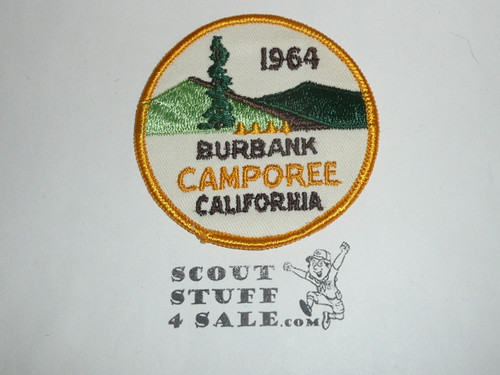 1964
BURBANK
CAMPOREE
CALIFORNIA
SCOUT
STUFF
4 SALE.com